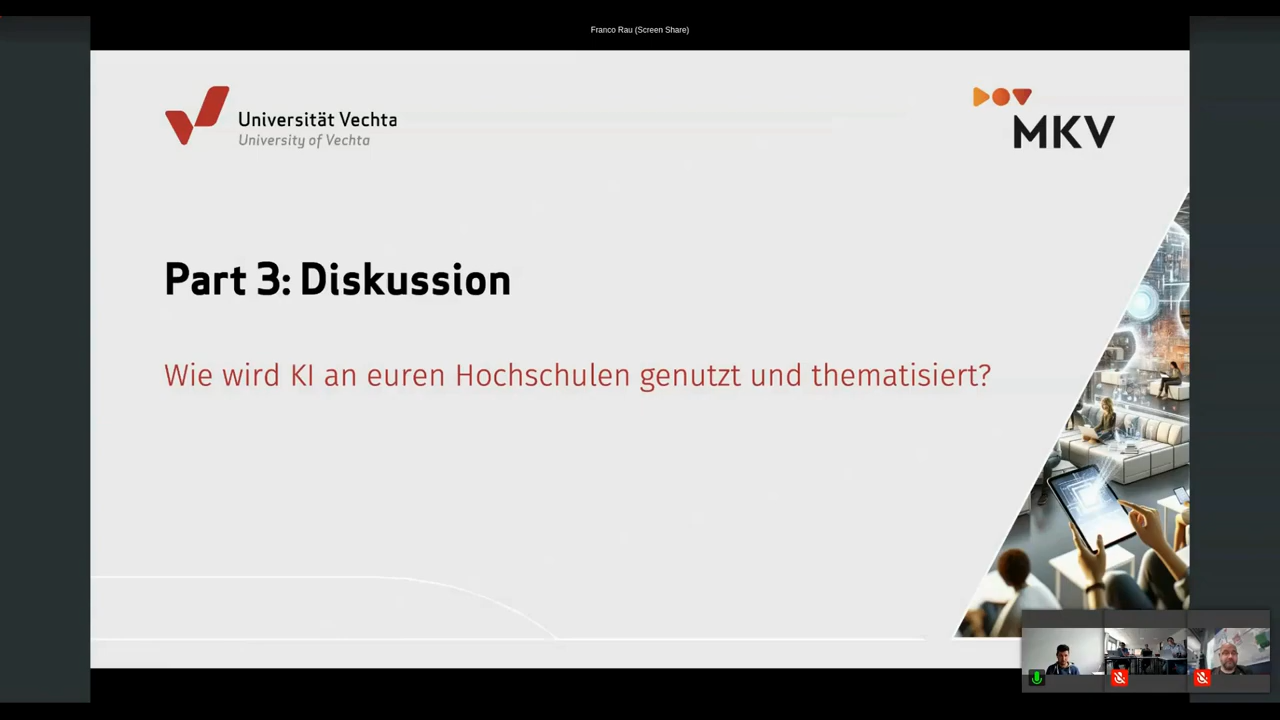 Franco Rau (Screen Share)
Universität Vechta
University of Vechta
MKV
Part 3: Diskussion
Wie wird KI an euren Hochschulen genutzt und thematisiert?